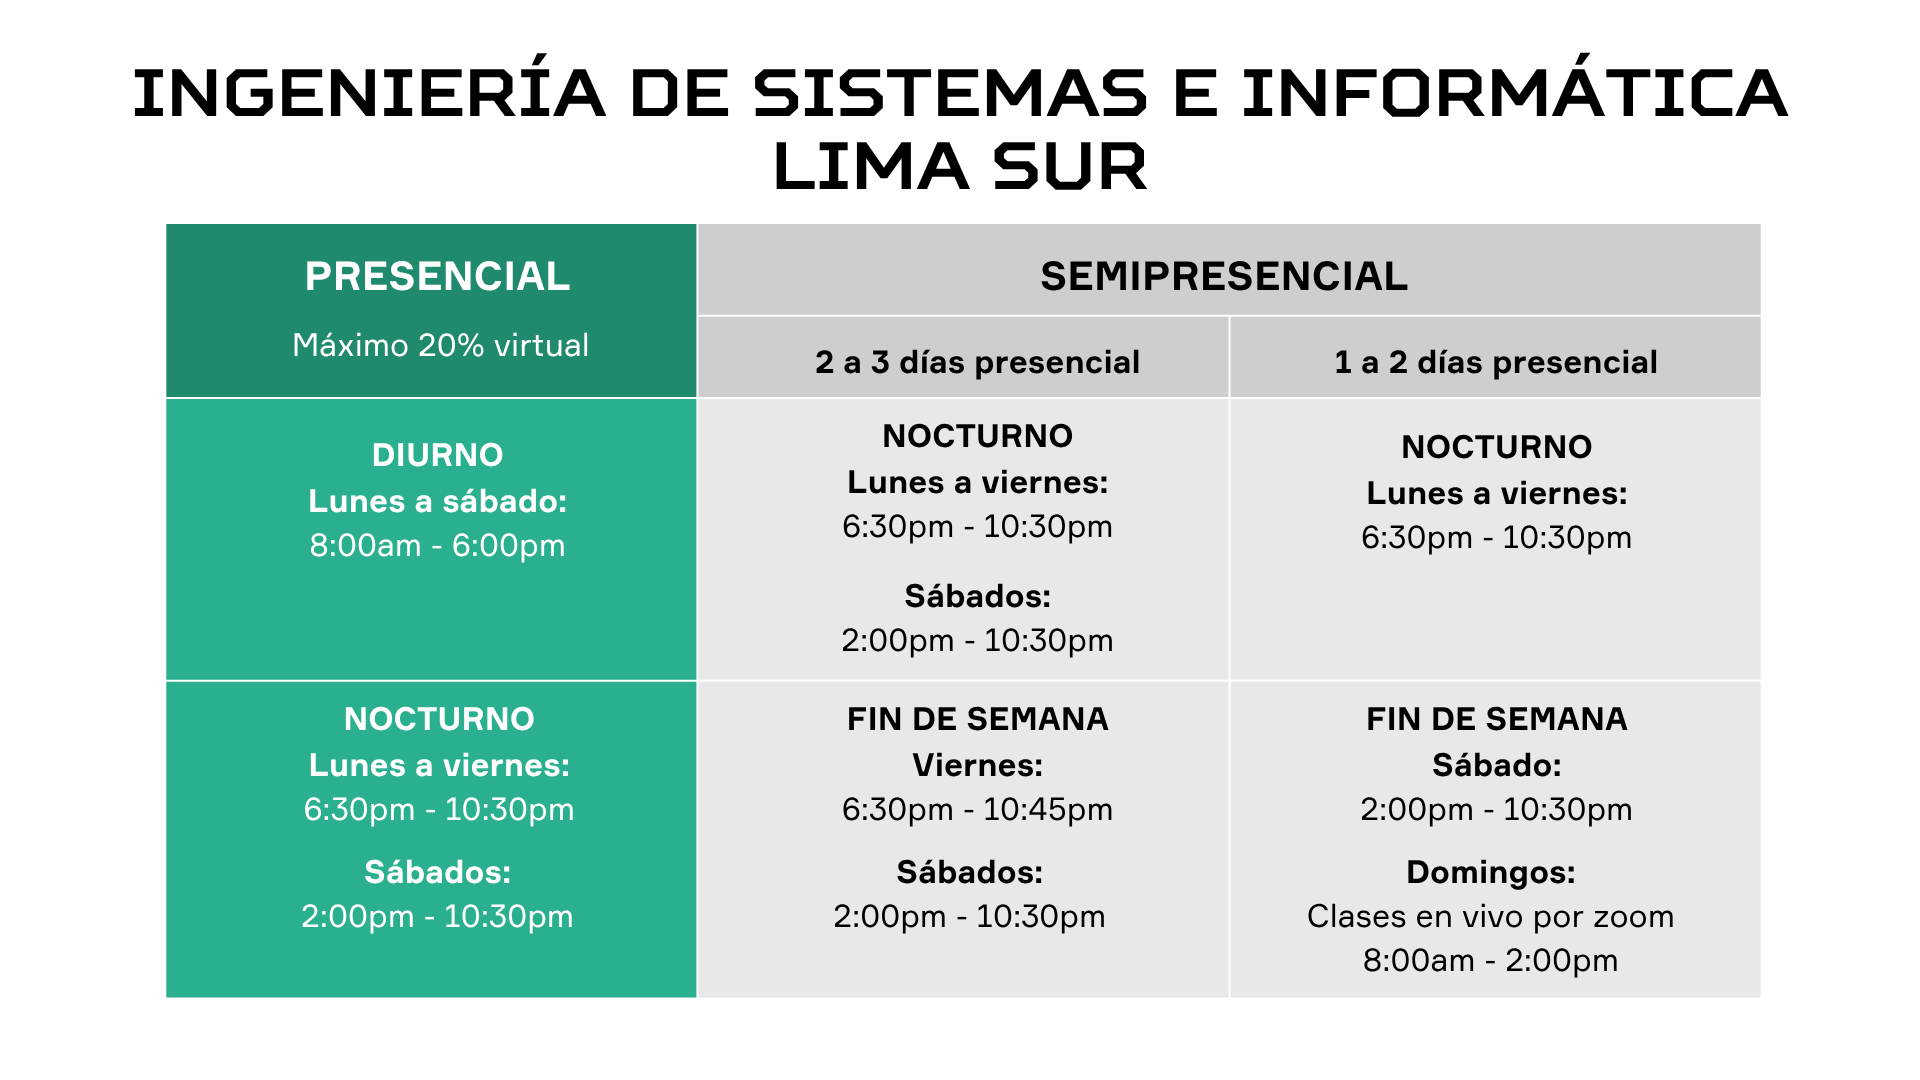 INGENIERÍA DE SISTEMAS E INFORMÁTICA
LIMA SUR
PRESENCIAL
Máximo 20% virtual
SEMIPRESENCIAL
2 a 3 días presencial
1 a 2 días presencial
DIURNO
Lunes a sábado:
8:00am - 6:00pm
NOCTURNO
Lunes a viernes:
6:30pm - 10:30pm
Sábados:
2:00pm - 10:30pm
NOCTURNO
Lunes a viernes:
6:30pm - 10:30pm
NOCTURNO
Lunes a viernes:
6:30pm - 10:30pm
Sábados:
2:00pm - 10:30pm
FIN DE SEMANA
Viernes:
6:30pm - 10:45pm
Sábados:
2:00pm - 10:30pm
FIN DE SEMANA
Sábado:
2:00pm - 10:30pm
Domingos:
Clases en vivo por zoom
8:00am - 2:00pm